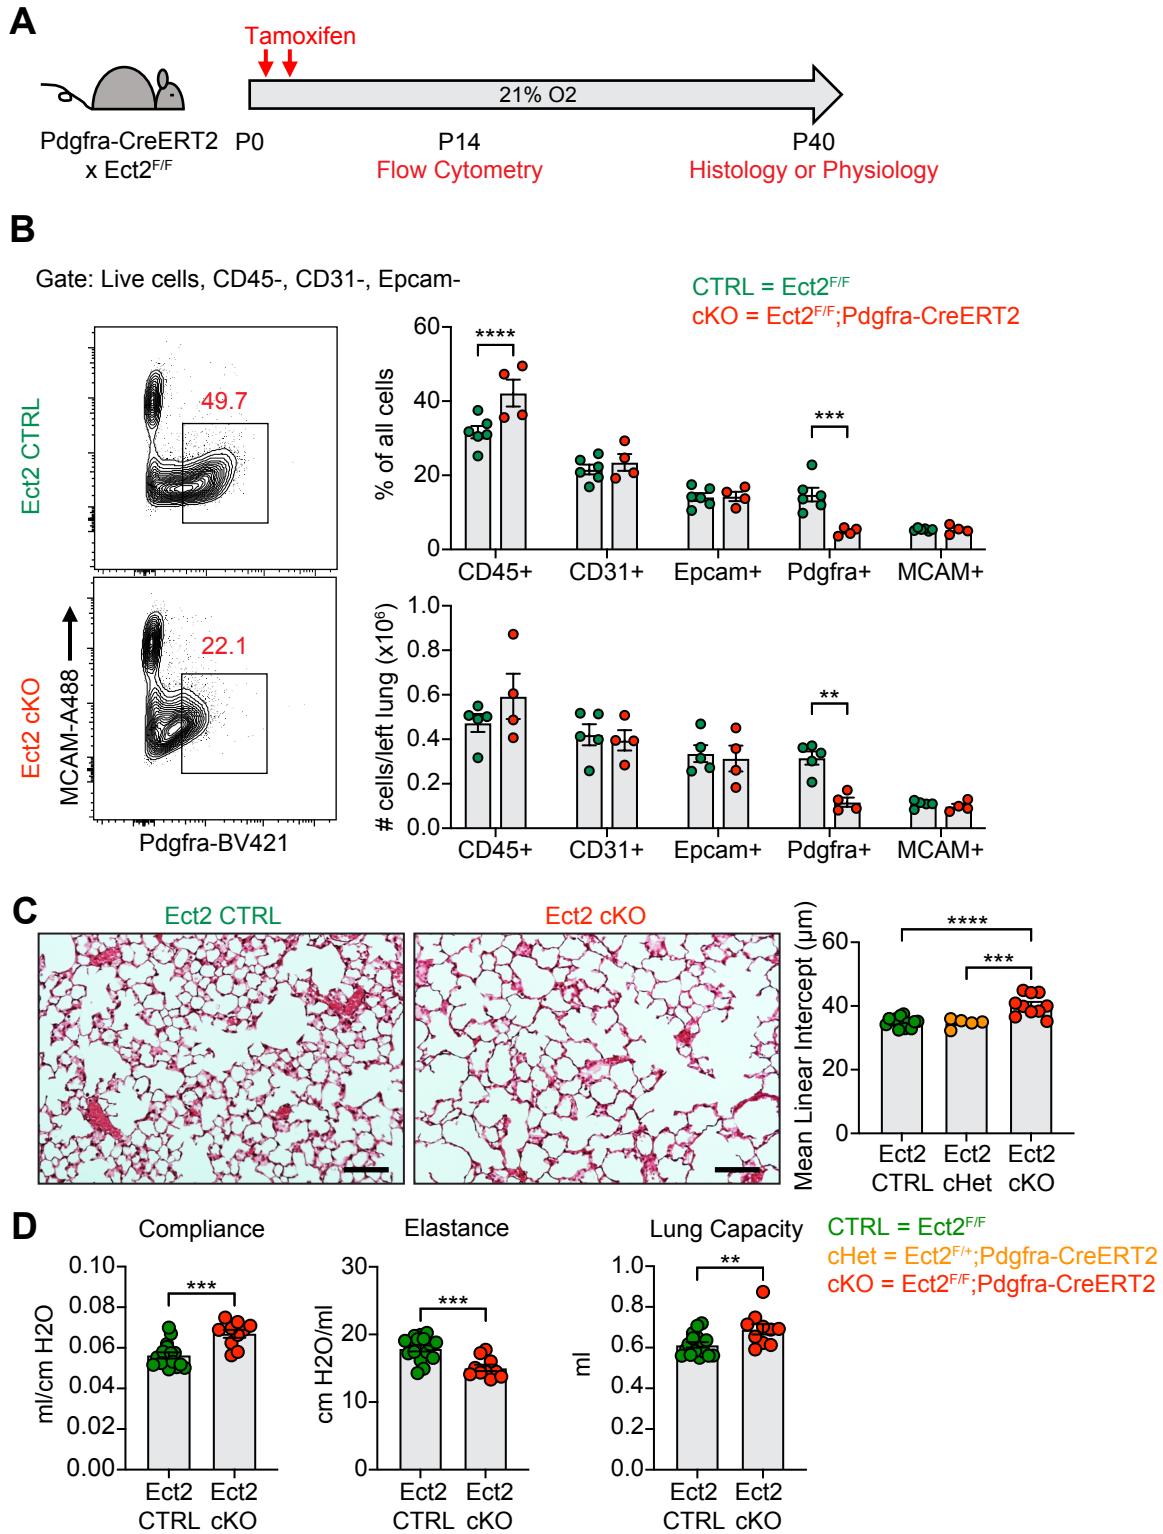 A
Tamoxifen
21% O2
Pdgfra-CreERT2
x Ect2F/F
P0
P14
P40
Flow Cytometry
Histology or Physiology
B
Gate: Live cells, CD45-, CD31-, Epcam-
CTRL = Ect2F/F
cKO = Ect2F/F;Pdgfra-CreERT2
Ect2 CTRL
49.7
Ect2 cKO
22.1
MCAM-A488
Pdgfra-BV421
% of all cells
60
40
20
0
****
***
CD45+
CD31+
Epcam+
Pdgfra+
MCAM+
# cells/left lung (x10⁶)
1.0
0.8
0.6
0.4
0.2
0.0
**
CD45+
CD31+
Epcam+
Pdgfra+
MCAM+
C
Ect2 CTRL
Ect2 cKO
Mean Linear Intercept (µm)
60
40
20
0
****
***
Ect2
CTRL
Ect2
cHet
Ect2
cKO
D
Compliance
ml/cm H2O
0.10
0.08
0.06
0.04
0.02
0.00
***
Ect2
CTRL
Ect2
cKO
Elastance
cm H2O/ml
30
20
10
0
***
Ect2
CTRL
Ect2
cKO
Lung Capacity
ml
1.0
0.8
0.6
0.4
0.2
0.0
**
Ect2
CTRL
Ect2
cKO
CTRL = Ect2F/F
cHet = Ect2F/+;Pdgfra-CreERT2
cKO = Ect2F/F;Pdgfra-CreERT2